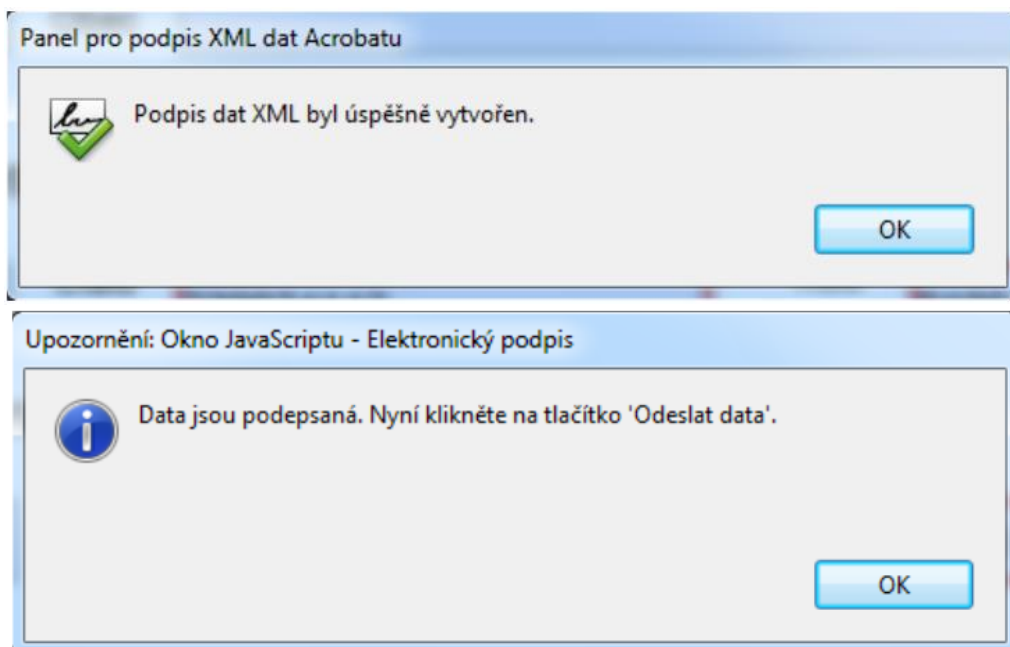 Panel pro podpis XML dat Acrobatu
Podpis dat XML byl úspěšně vytvořen.
OK
Upozornění: Okno JavaScriptu - Elektronický podpis
Data jsou podepsaná. Nyní klikněte na tlačítko 'Odeslat data'.
OK